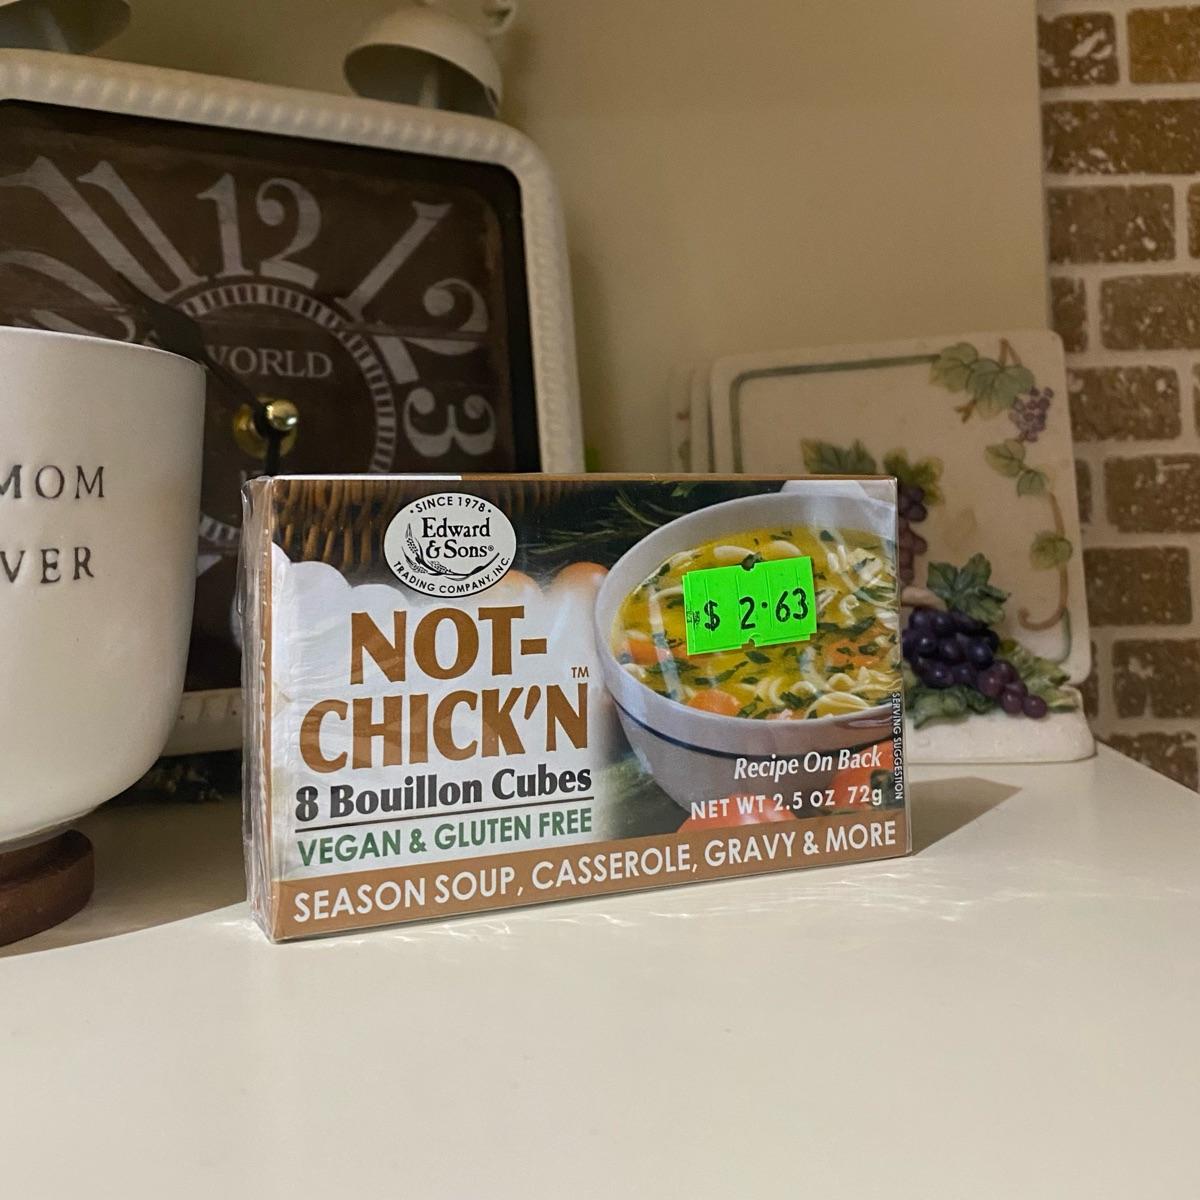 12
1
2
3
WORLD
MOM
VER
• SINCE 1978 •
Edward
& Sons®
TRADING COMPANY, INC.
NOT-
CHICK'N™
8 Bouillon Cubes
VEGAN & GLUTEN FREE
$ 2.63
Recipe On Back
NET WT 2.5 OZ 72g
SERVING SUGGESTION
SEASON SOUP, CASSEROLE, GRAVY & MORE